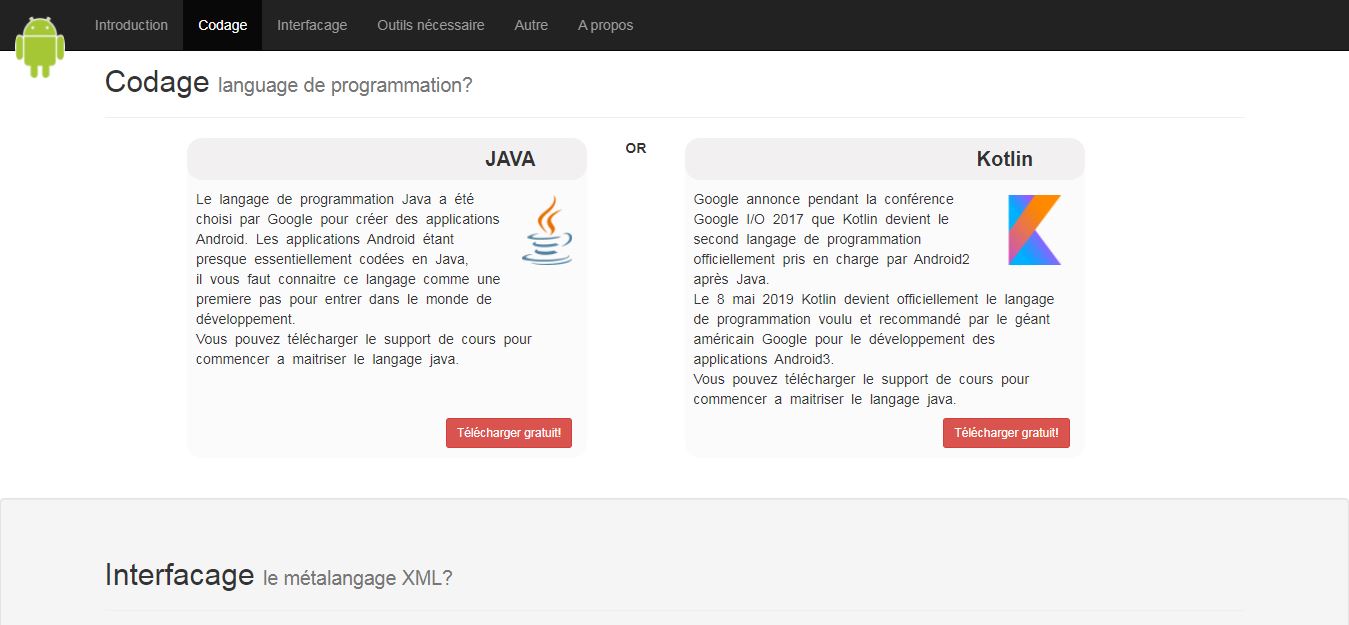 Introduction Codage Interfacage Outils nécessaire Autre A propos
Codage language de programmation?
JAVA
Le langage de programmation Java a été
choisi par Google pour créer des applications
Android. Les applications Android étant
presque essentiellement codées en Java,
il vous faut connaitre ce langage comme une
premiere pas pour entrer dans le monde de
développement.
Vous pouvez télécharger le support de cours pour
commencer a maitriser le langage java.
Télécharger gratuit!
OR
Kotlin
Google annonce pendant la conférence
Google I/O 2017 que Kotlin devient le
second langage de programmation
officiellement pris en charge par Android2
après Java.
Le 8 mai 2019 Kotlin devient officiellement le langage
de programmation voulu et recommandé par le géant
américain Google pour le développement des
applications Android3.
Vous pouvez télécharger le support de cours pour
commencer a maitriser le langage java.
Télécharger gratuit!
Interfacage le métalangage XML?